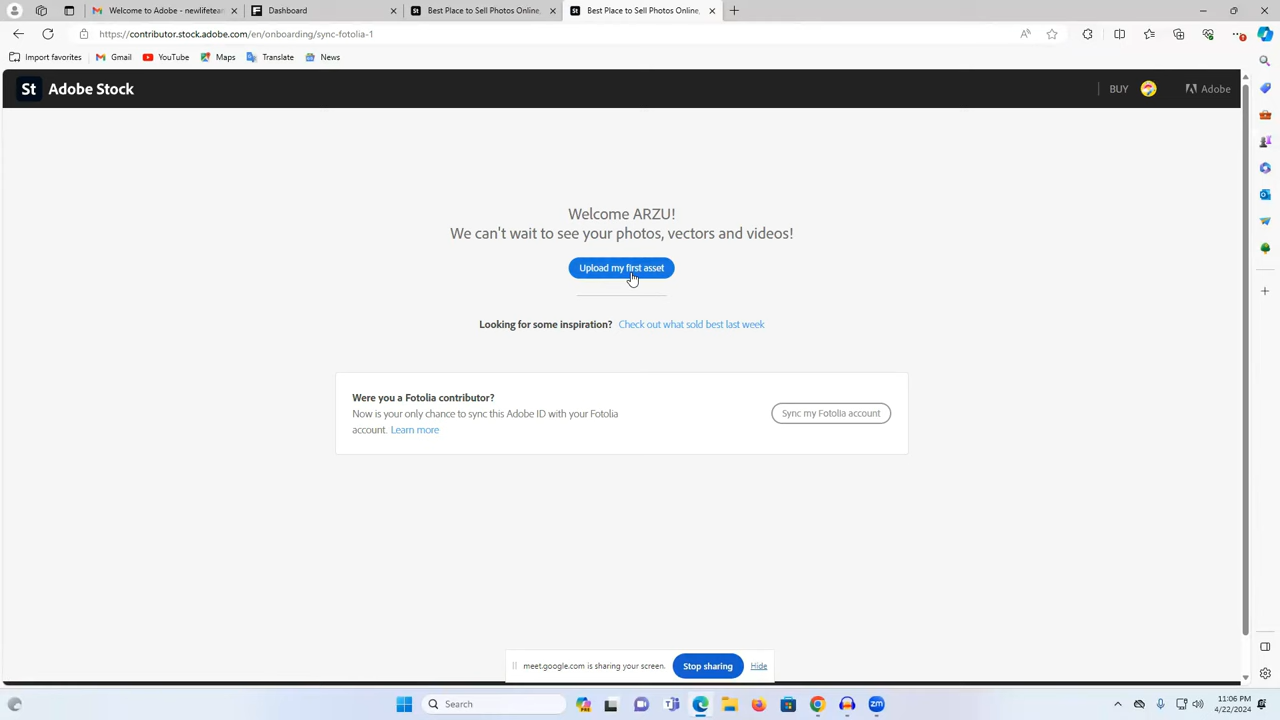 Welcome to Adobe - newlifetean
Dashboard
Best Place to Sell Photos Online,
Best Place to Sell Photos Online,
https://contributor.stock.adobe.com/en/onboarding/sync-fotolia-1
Import favorites
Gmail
YouTube
Maps
Translate
News
St Adobe Stock
BUY
Adobe
Welcome ARZU!
We can't wait to see your photos, vectors and videos!
Upload my first asset
Looking for some inspiration? Check out what sold best last week
Were you a Fotolia contributor?
Now is your only chance to sync this Adobe ID with your Fotolia
account. Learn more
Sync my Fotolia account
meet.google.com is sharing your screen.
Stop sharing
Hide
Search
zm
11:06 PM
4/22/2024